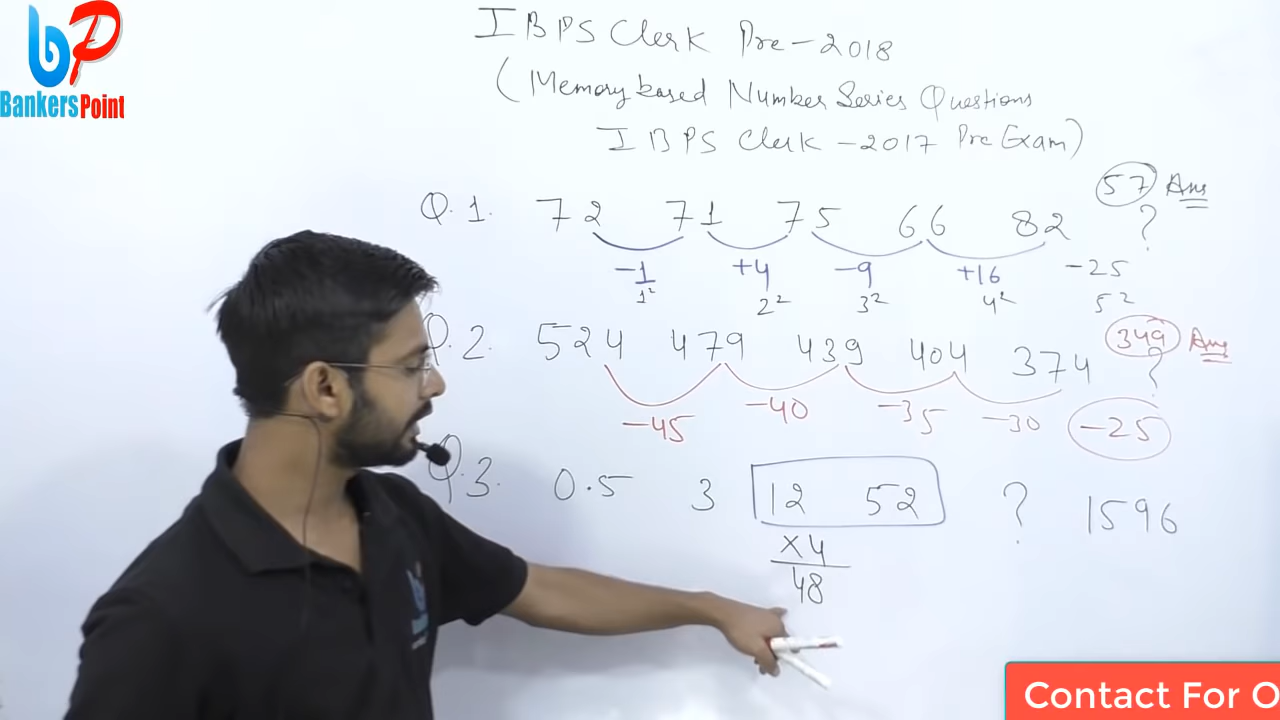 BankersPoint
IBPS Clerk Pre-2018
(Memory based Number Series Questions
IBPS Clerk -2017 Pre Exam)
57 Ans
Q.1. 72 71 75 66 82 ?
-1 +4 -9 +16 -25
1² 2² 3² 4² 5²
349 Ans
Q.2. 524 479 439 404 374 ?
-45 -40 -35 -30 -25
Q.3. 0.5 3 12 52 ? 1596
×4
48
Contact For O